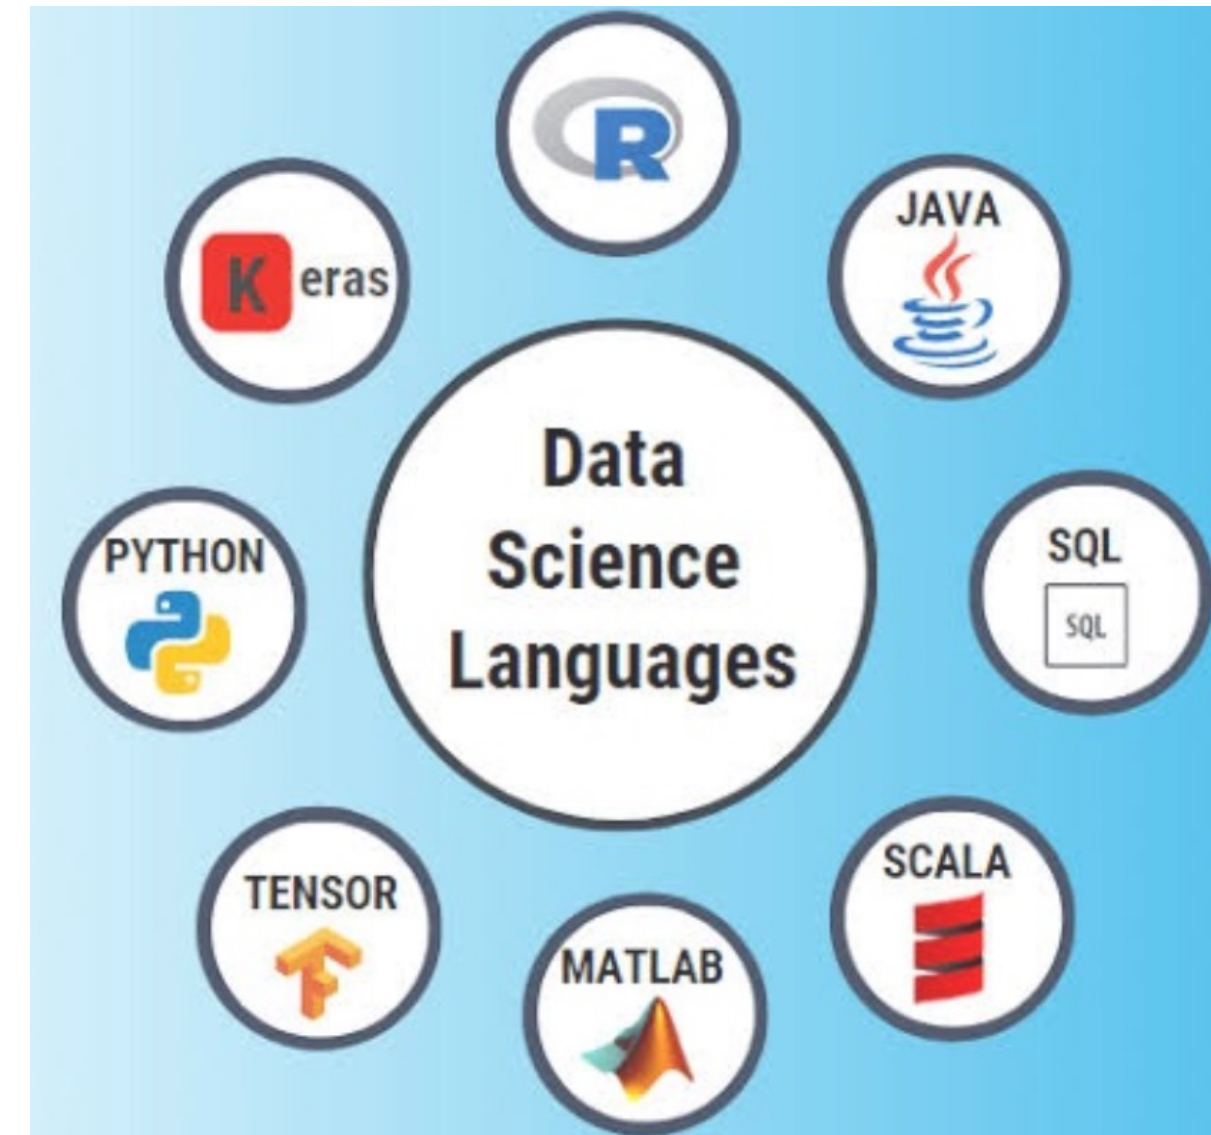 R
JAVA
K eras
Data
Science
Languages
PYTHON
SQL
SQL
TENSOR
SCALA
MATLAB